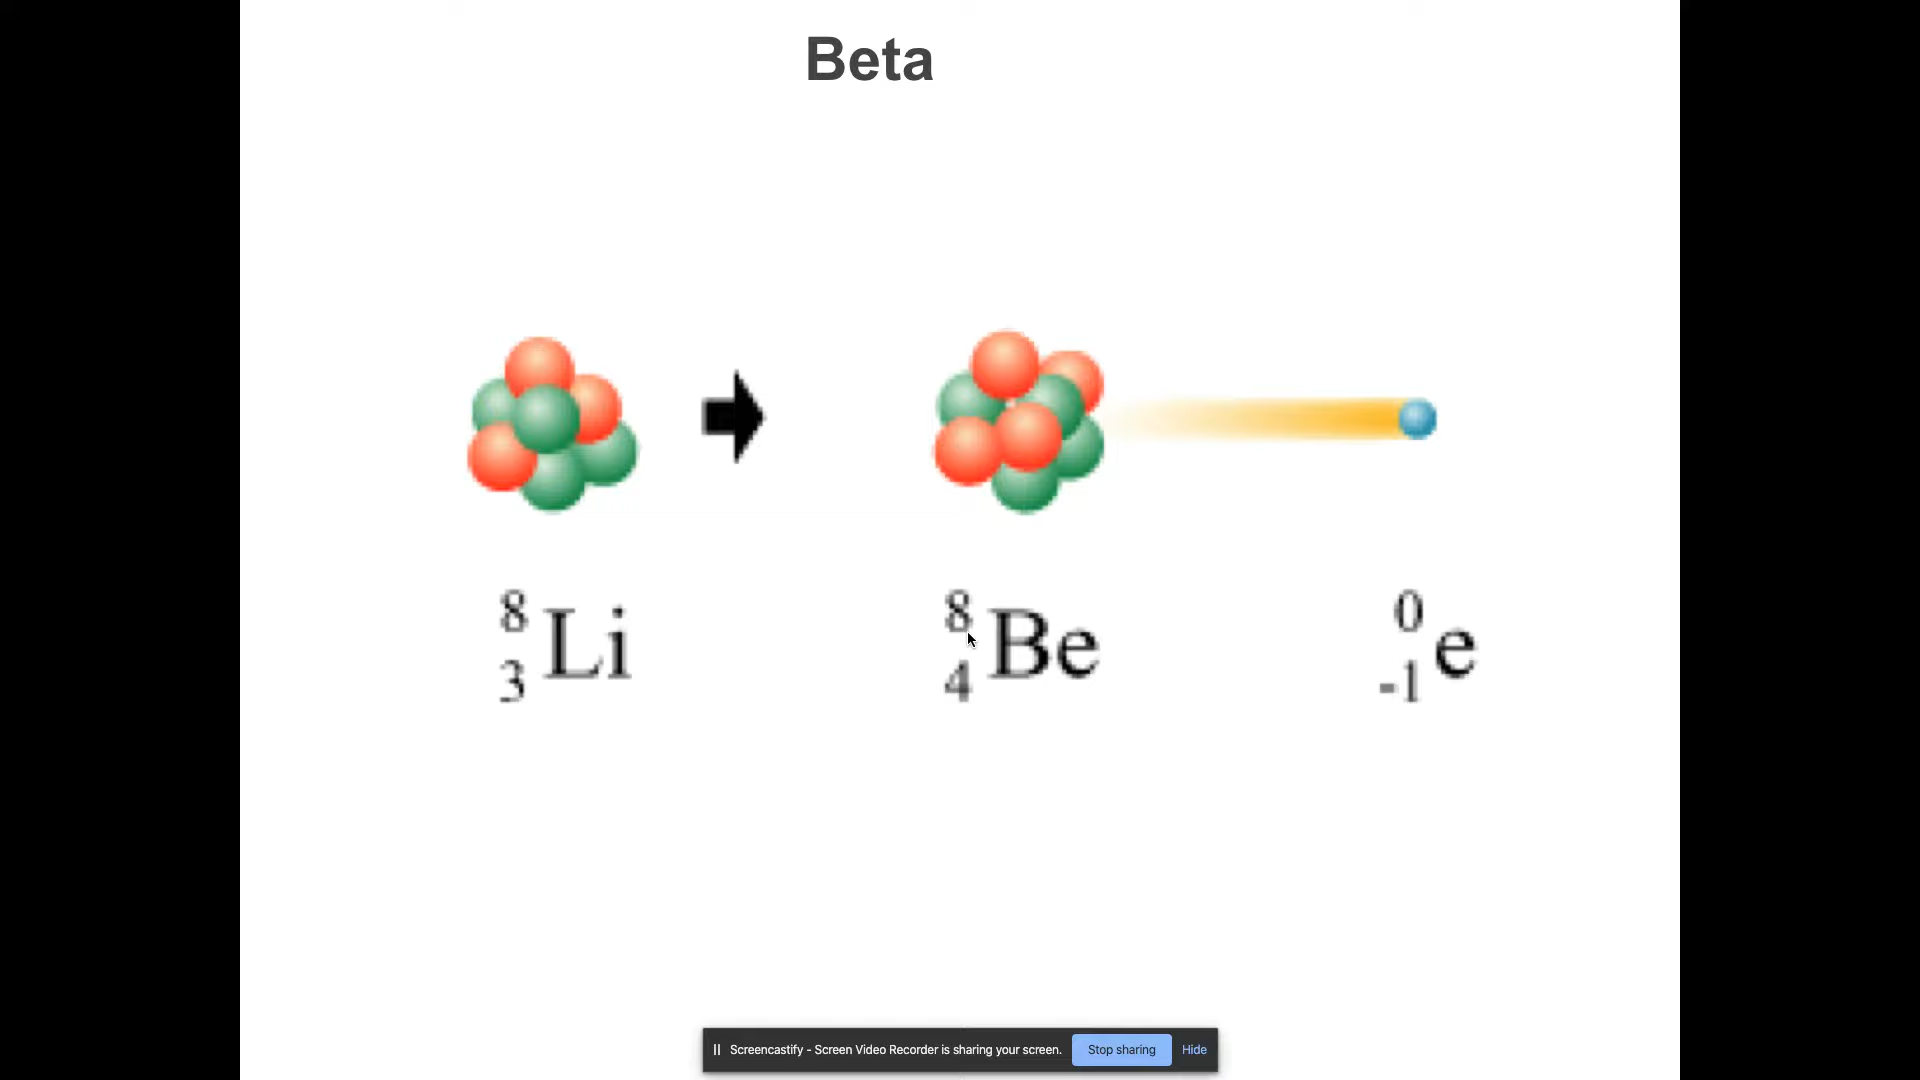 Beta
8
3 Li
8
4 Be
0
-1 e
Screencastify - Screen Video Recorder is sharing your screen. Stop sharing Hide